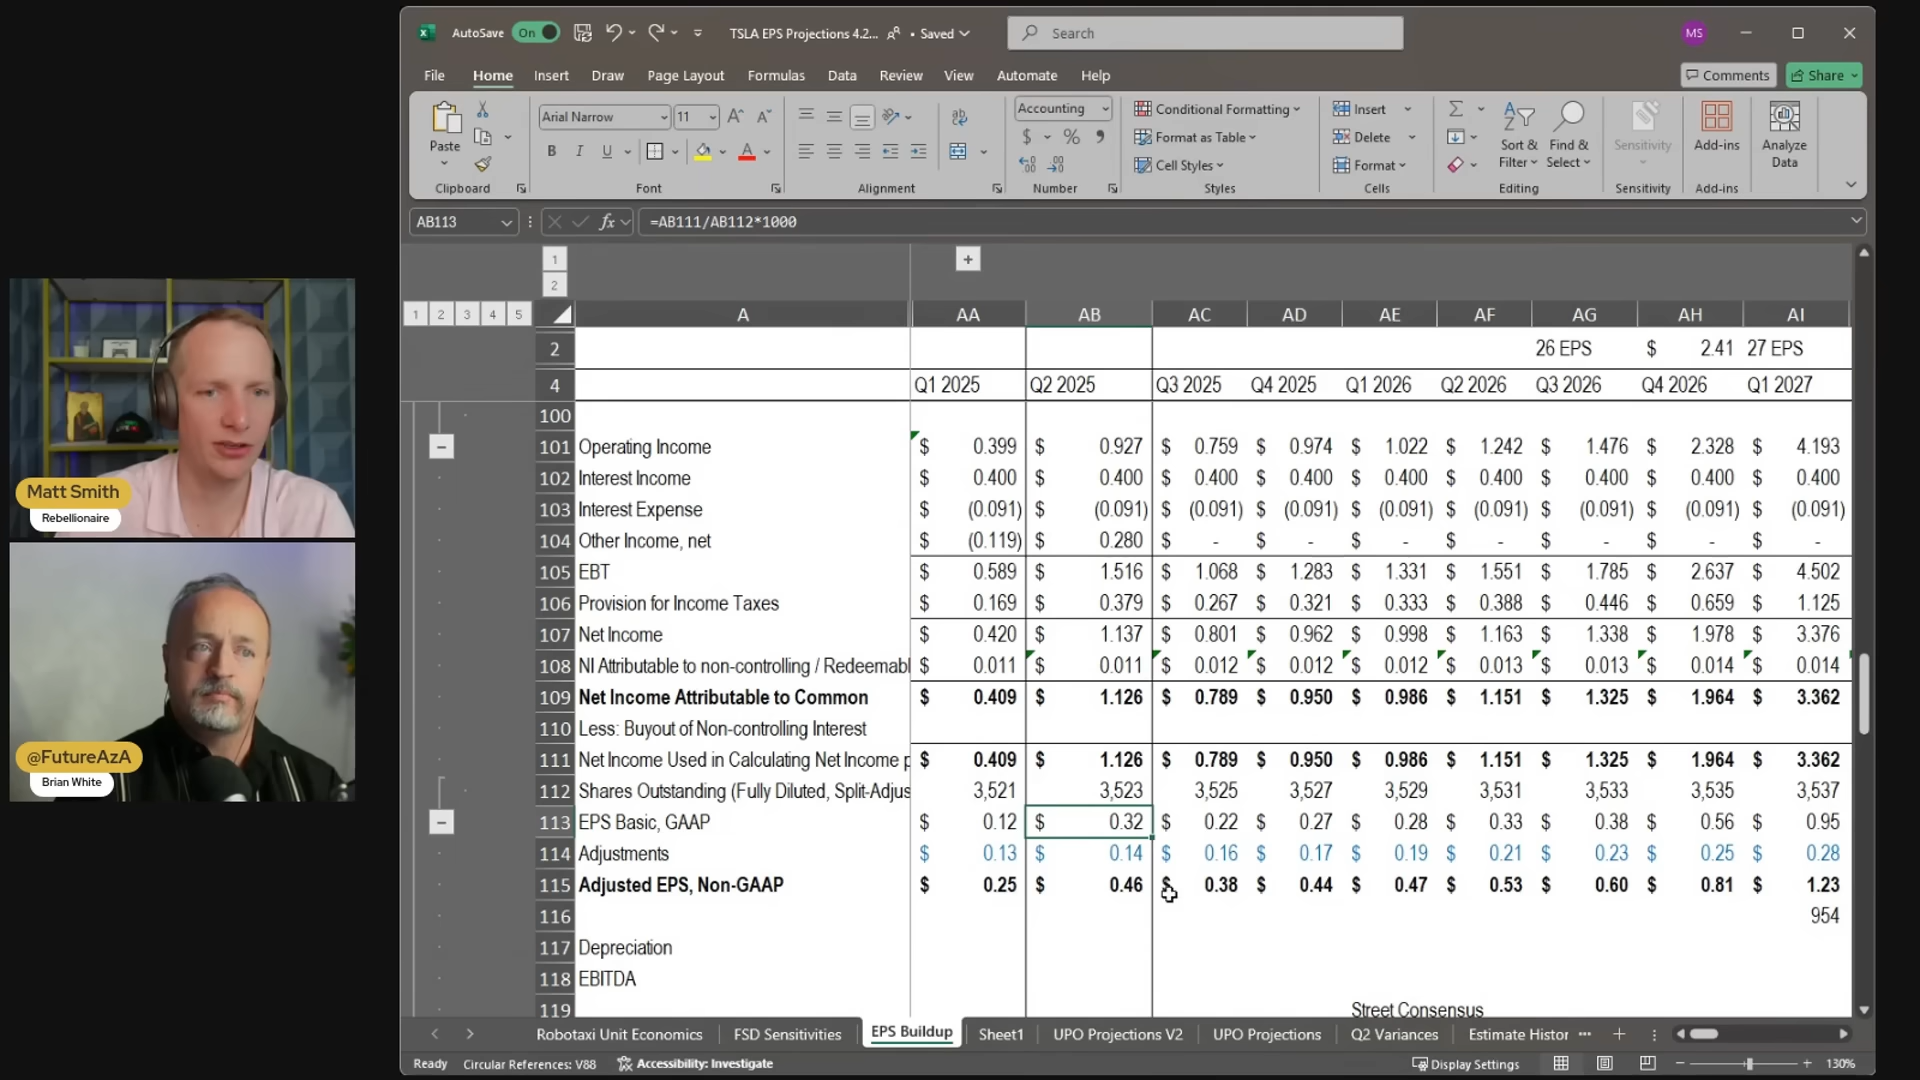 AutoSave On TSLA EPS Projections 4.2... • Saved Search MS
File Home Insert Draw Page Layout Formulas Data Review View Automate Help Comments Share
Paste Arial Narrow 11 Accounting Conditional Formatting Insert Sort & Filter Find & Select Sensitivity Add-ins Analyze Data
B I U A $ % Format as Table Delete
Cell Styles Format
Clipboard Font Alignment Number Styles Cells Editing Sensitivity Add-ins
AB113 fx =AB111/AB112*1000
1
2
1 2 3 4 5 A AA AB AC AD AE AF AG AH AI
2 26 EPS $ 2.41 27 EPS
4 Q1 2025 Q2 2025 Q3 2025 Q4 2025 Q1 2026 Q2 2026 Q3 2026 Q4 2026 Q1 2027
100
101 Operating Income $ 0.399 $ 0.927 $ 0.759 $ 0.974 $ 1.022 $ 1.242 $ 1.476 $ 2.328 $ 4.193
102 Interest Income $ 0.400 $ 0.400 $ 0.400 $ 0.400 $ 0.400 $ 0.400 $ 0.400 $ 0.400 $ 0.400
103 Interest Expense $ (0.091) $ (0.091) $ (0.091) $ (0.091) $ (0.091) $ (0.091) $ (0.091) $ (0.091) $ (0.091)
104 Other Income, net $ (0.119) $ 0.280 $ - $ - $ - $ - $ - $ - $ -
105 EBT $ 0.589 $ 1.516 $ 1.068 $ 1.283 $ 1.331 $ 1.551 $ 1.785 $ 2.637 $ 4.502
106 Provision for Income Taxes $ 0.169 $ 0.379 $ 0.267 $ 0.321 $ 0.333 $ 0.388 $ 0.446 $ 0.659 $ 1.125
107 Net Income $ 0.420 $ 1.137 $ 0.801 $ 0.962 $ 0.998 $ 1.163 $ 1.338 $ 1.978 $ 3.376
108 NI Attributable to non-controlling / Redeemabl $ 0.011 $ 0.011 $ 0.012 $ 0.012 $ 0.012 $ 0.013 $ 0.013 $ 0.014 $ 0.014
109 Net Income Attributable to Common $ 0.409 $ 1.126 $ 0.789 $ 0.950 $ 0.986 $ 1.151 $ 1.325 $ 1.964 $ 3.362
110 Less: Buyout of Non-controlling Interest
111 Net Income Used in Calculating Net Income p $ 0.409 $ 1.126 $ 0.789 $ 0.950 $ 0.986 $ 1.151 $ 1.325 $ 1.964 $ 3.362
112 Shares Outstanding (Fully Diluted, Split-Adjus 3,521 3,523 3,525 3,527 3,529 3,531 3,533 3,535 3,537
113 EPS Basic, GAAP $ 0.12 $ 0.32 $ 0.22 $ 0.27 $ 0.28 $ 0.33 $ 0.38 $ 0.56 $ 0.95
114 Adjustments $ 0.13 $ 0.14 $ 0.16 $ 0.17 $ 0.19 $ 0.21 $ 0.23 $ 0.25 $ 0.28
115 Adjusted EPS, Non-GAAP $ 0.25 $ 0.46 $ 0.38 $ 0.44 $ 0.47 $ 0.53 $ 0.60 $ 0.81 $ 1.23
116 954
117 Depreciation
118 EBITDA
119 Street Consensus
Robotaxi Unit Economics FSD Sensitivities EPS Buildup Sheet1 UPO Projections V2 UPO Projections Q2 Variances Estimate Histor ...
Ready Circular References: V88 Accessibility: Investigate Display Settings 130%
Matt Smith
Rebellionaire
@FutureAzA
Brian White